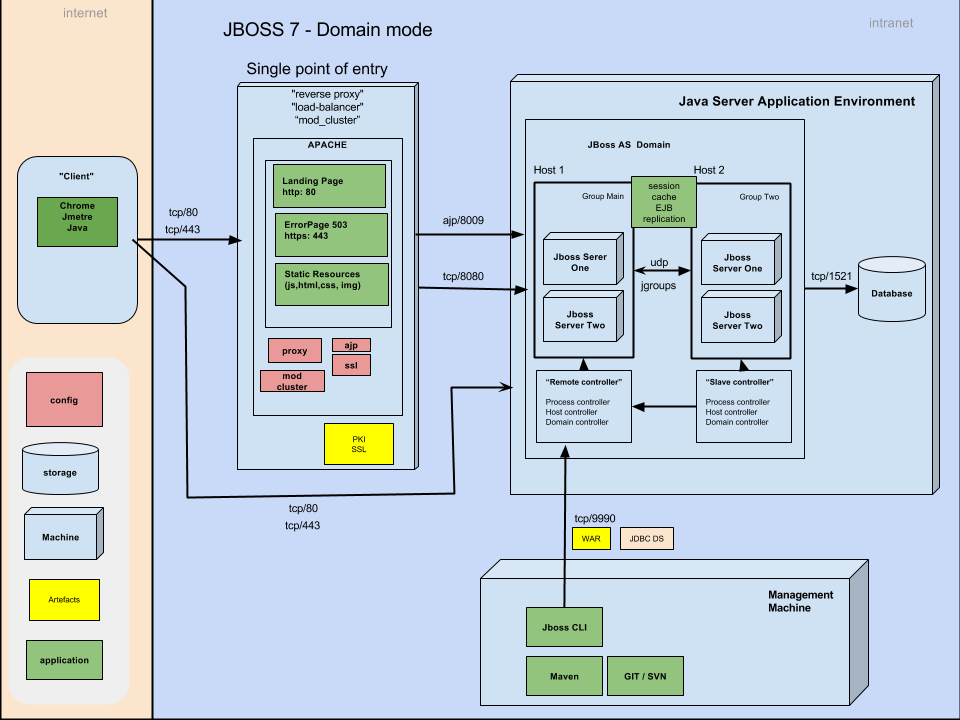 internet
JBOSS 7 - Domain mode
intranet
Single point of entry
"reverse proxy"
"load-balancer"
“mod_cluster”
APACHE
Landing Page
http: 80
ErrorPage 503
https: 443
Static Resources
(js,html,css, img)
proxy
ajp
ssl
mod
cluster
PKI
SSL
"Client"
Chrome
Jmetre
Java
tcp/80
tcp/443
ajp/8009
tcp/8080
tcp/80
tcp/443
Java Server Application Environment
JBoss AS Domain
Host 1
Host 2
Group Main
session
cache
EJB
replication
Group Two
Jboss Serer
One
Jboss
Server Two
udp
jgroups
Jboss
Server One
Jboss
Server Two
tcp/1521
Database
“Remote controller”
Process controller
Host controller
Domain controller
“Slave controller”
Process controller
Host controller
Domain controller
tcp/9990
WAR
JDBC DS
Management
Machine
Jboss CLI
Maven
GIT / SVN
config
storage
Machine
Artefacts
application